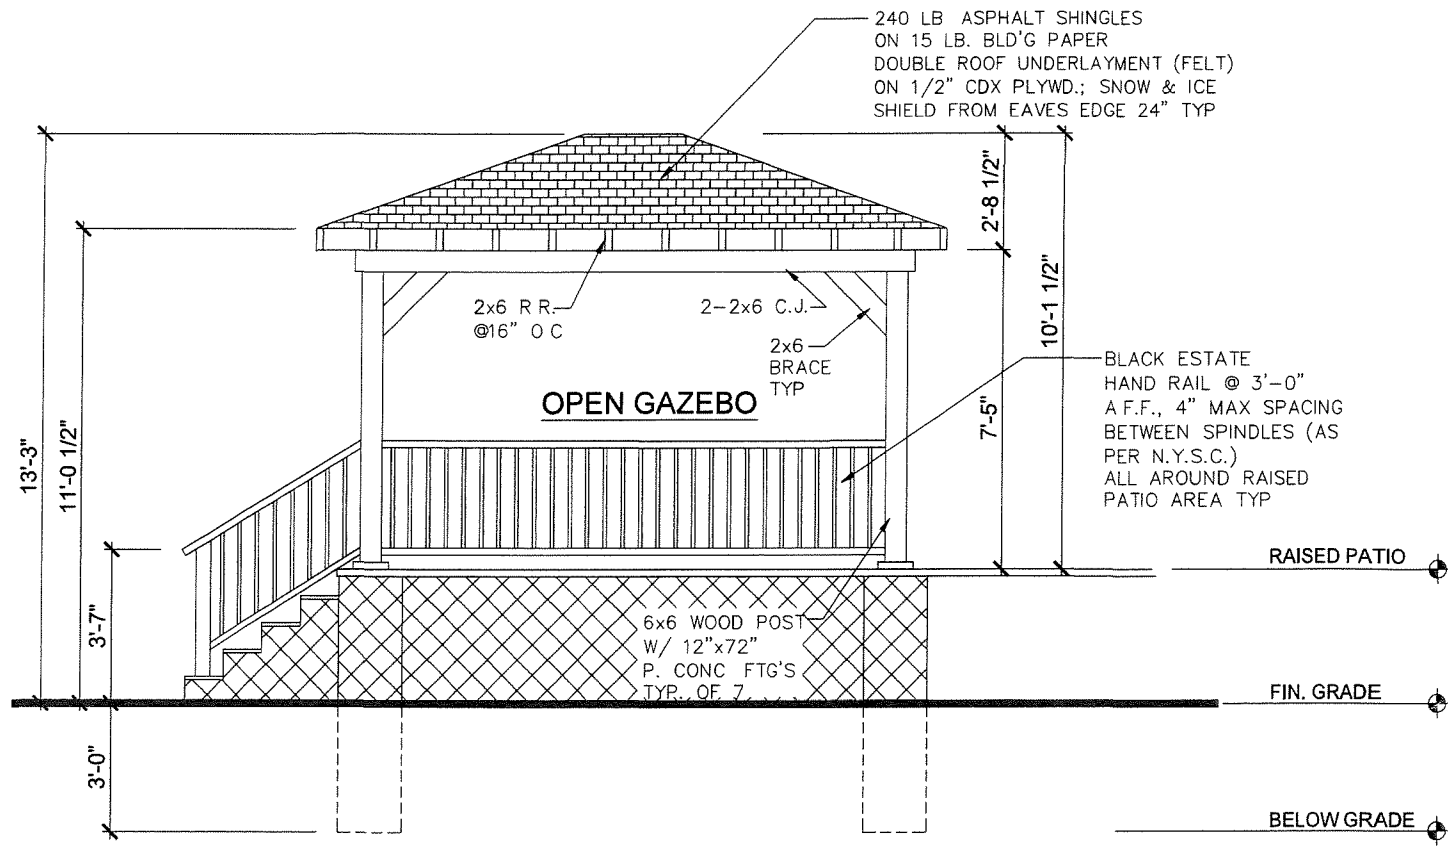 240 LB ASPHALT SHINGLES
ON 15 LB. BLD'G PAPER
DOUBLE ROOF UNDERLAYMENT (FELT)
ON 1/2" CDX PLYWD.; SNOW & ICE
SHIELD FROM EAVES EDGE 24" TYP
13'-3"
11'-0 1/2"
3'-7"
3'-0"
2'-8 1/2"
10'-1 1/2"
7'-5"
2x6 R R.
@16" O C
2-2x6 C.J.
2x6
BRACE
TYP
OPEN GAZEBO
BLACK ESTATE
HAND RAIL @ 3'-0"
A F.F., 4" MAX SPACING
BETWEEN SPINDLES (AS
PER N.Y.S.C.)
ALL AROUND RAISED
PATIO AREA TYP
6x6 WOOD POST
W/ 12"x72"
P. CONC FTG'S
TYP. OF 7
RAISED PATIO
FIN. GRADE
BELOW GRADE